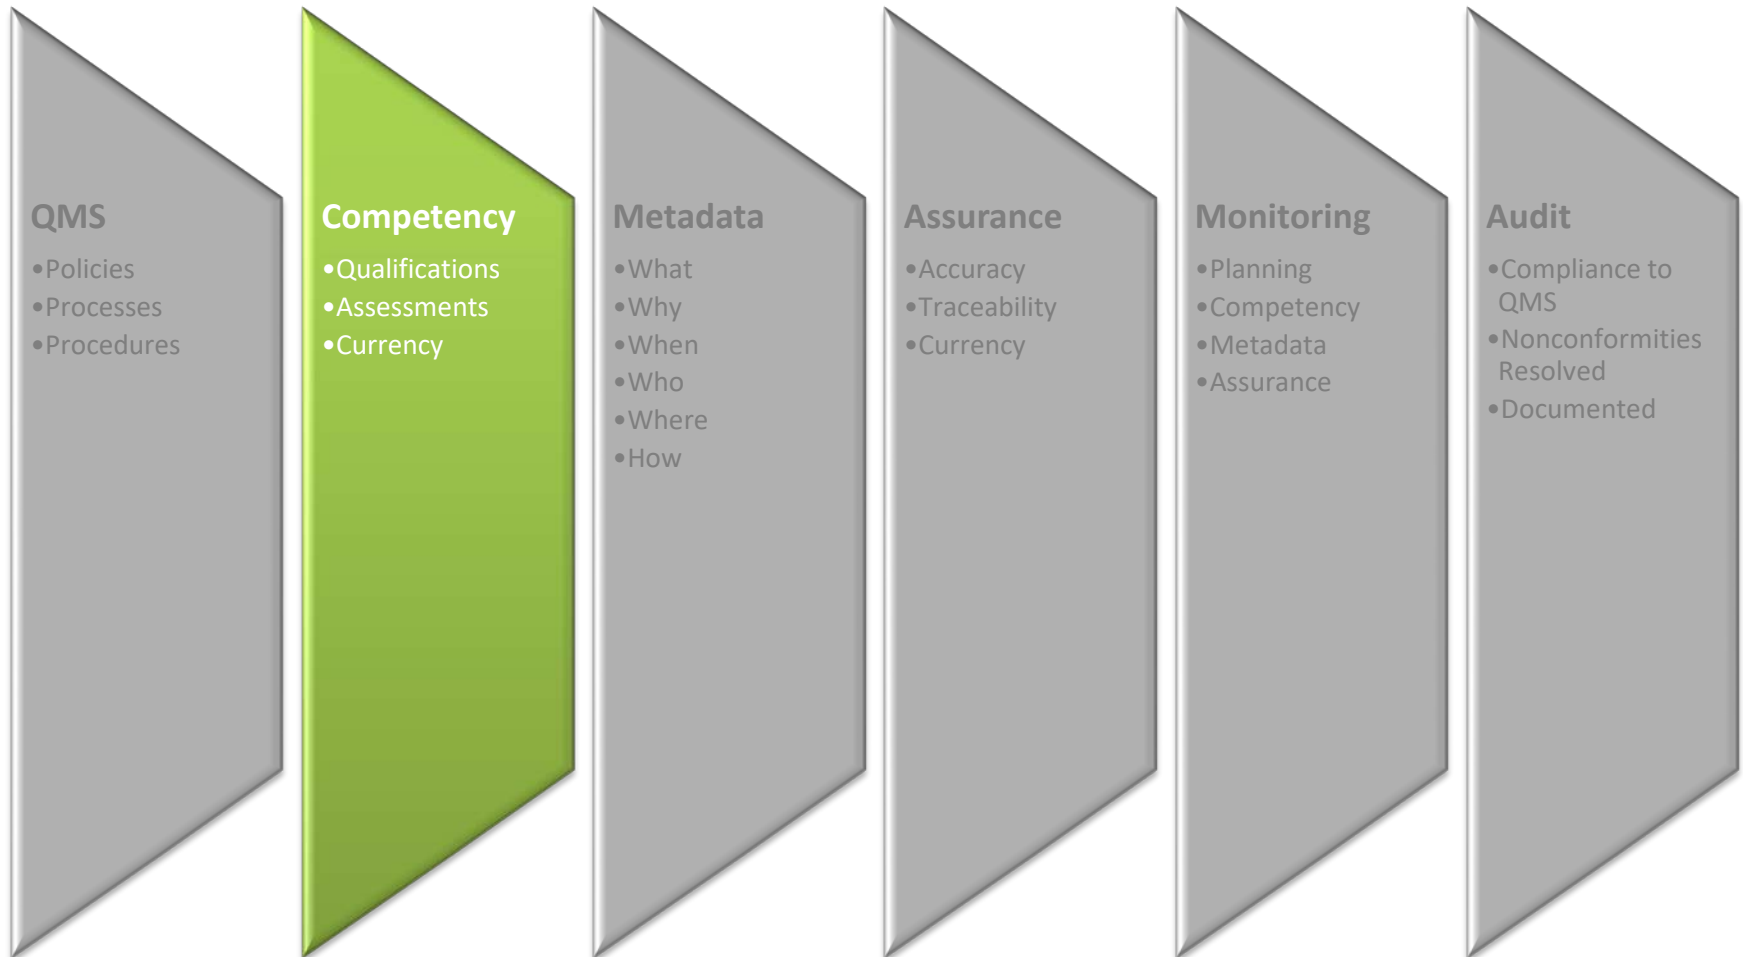 QMS
•Policies
•Processes
•Procedures
Competency
•Qualifications
•Assessments
•Currency
Metadata
•What
•Why
•When
•Who
•Where
•How
Assurance
•Accuracy
•Traceability
•Currency
Monitoring
•Planning
•Competency
•Metadata
•Assurance
Audit
•Compliance to
QMS
•Nonconformities
Resolved
•Documented